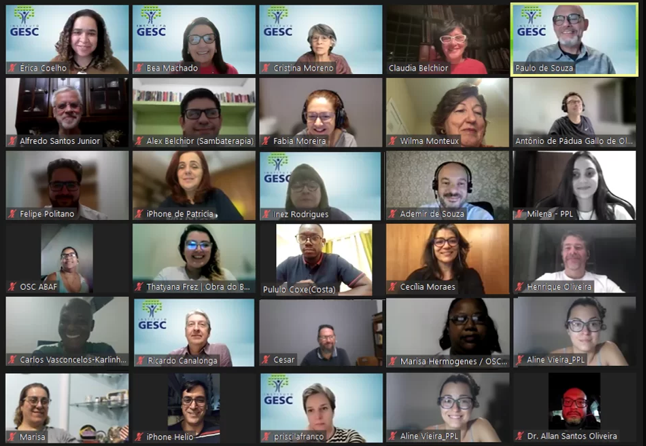 GESC
GESC
GESC
GESC
Erica Coelho
Bea Machado
Cristina Moreno
Claudia Belchior
Paulo de Souza
Alfredo Santos Junior
Alex Belchior (Sambaterapia)
Fabia Moreira
Wilma Monteux
Antônio de Pádua Gallo de Ol...
GESC
Felipe Politano
iPhone de Patricia
Inez Rodrigues
Ademir de Souza
Milena - PPL
OSC ABAF
Thatyana Frez | Obra do B...
Pululo Coxe(Costa)
Cecília Moraes
Henrique Oliveira
GESC
Carlos Vasconcelos-Karlinh...
Ricardo Canalonga
Cesar
Marisa Hermogenes / OSC...
Aline Vieira_PPL
GESC
Marisa
iPhone Helio
priscilafranco
Aline Vieira_PPL
Dr. Allan Santos Oliveira